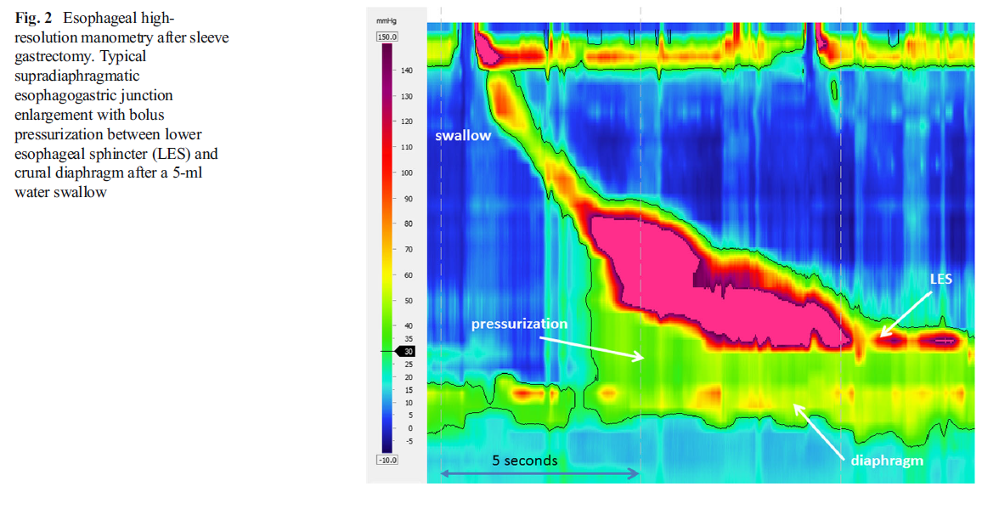 Fig. 2 Esophageal high-
resolution manometry after sleeve
gastrectomy. Typical
supradiaphragmatic
esophagogastric junction
enlargement with bolus
pressurization between lower
esophageal sphincter (LES) and
crural diaphragm after a 5-ml
water swallow
mmHg
150.0
140
130
120
110
100
90
80
70
60
50
40
35
30
25
20
15
10
5
0
-5
-10.0
swallow
LES
pressurization
5 seconds
diaphragm